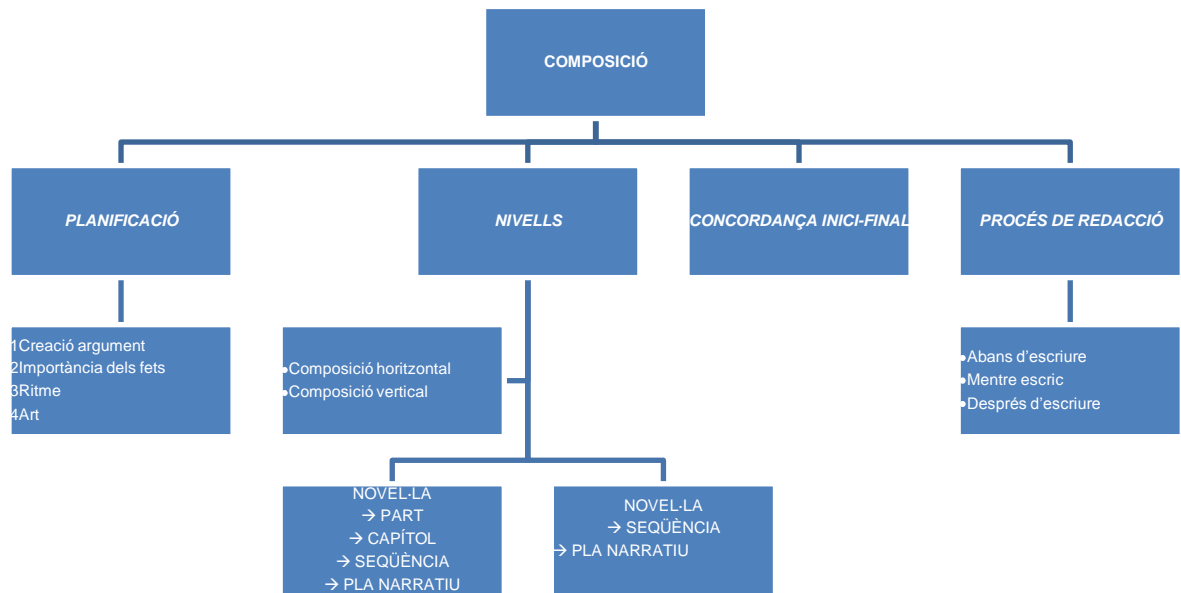 COMPOSICIÓ
PLANIFICACIÓ
NIVELLS
CONCORDANÇA INICI-FINAL
PROCÉS DE REDACCIÓ
1Creació argument
2Importància dels fets
3Ritme
4Art
•Composició horitzontal
•Composició vertical
•Abans d’escriure
•Mentre escric
•Després d’escriure
NOVEL·LA
→ PART
→ CAPÍTOL
→ SEQÜÈNCIA
→ PLA NARRATIU
NOVEL·LA
→ SEQÜÈNCIA
→ PLA NARRATIU